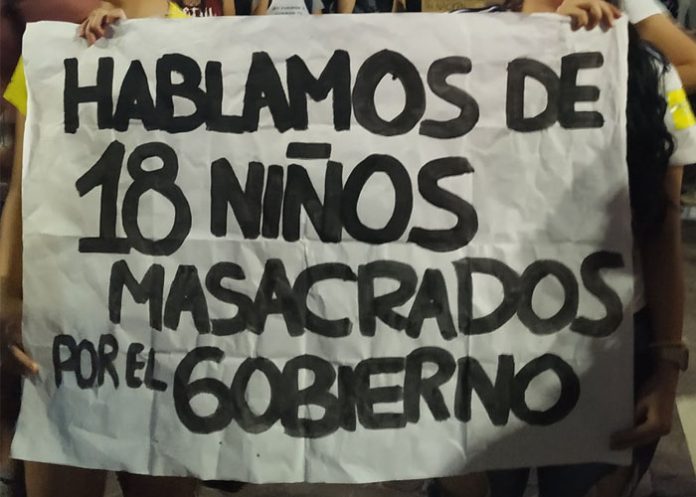 HABLAMOS DE
18 NIÑOS
MASACRADOS
POR EL GOBIERNO